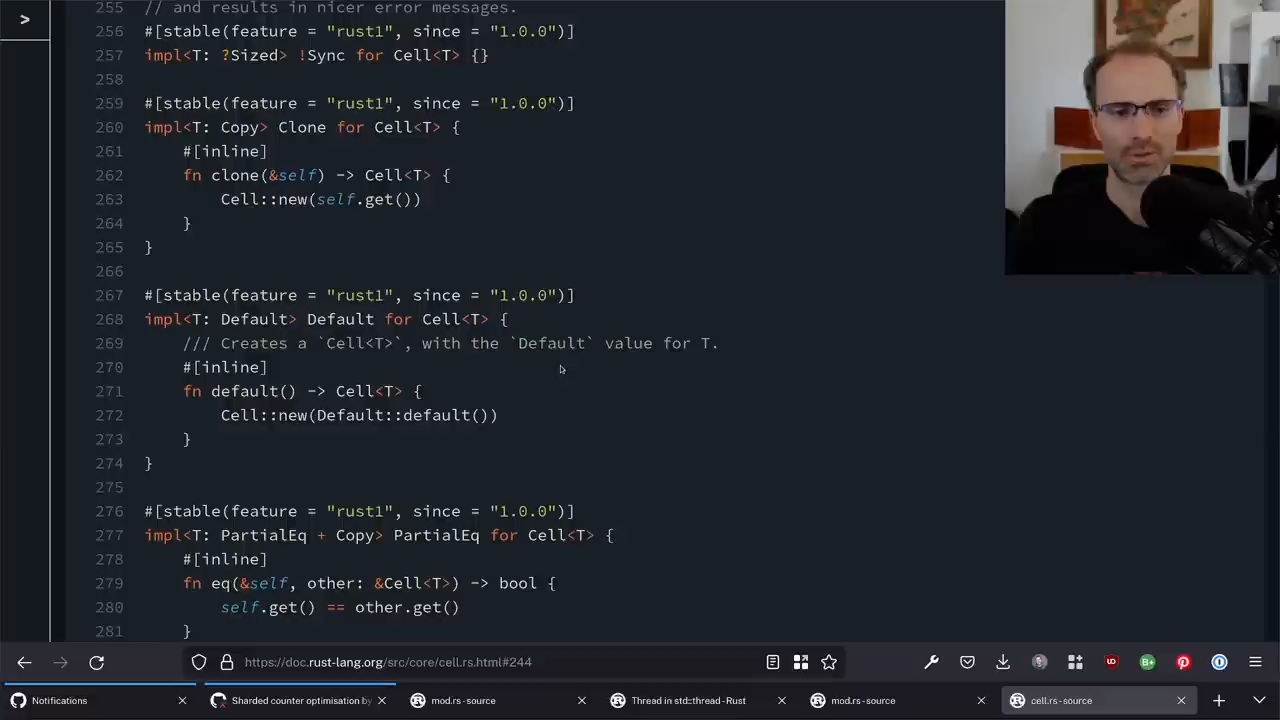 >
255 // and results in nicer error messages.
256 #[stable(feature = "rust1", since = "1.0.0")]
257 impl<T: ?Sized> !Sync for Cell<T> {}
258
259 #[stable(feature = "rust1", since = "1.0.0")]
260 impl<T: Copy> Clone for Cell<T> {
261     #[inline]
262     fn clone(&self) -> Cell<T> {
263         Cell::new(self.get())
264     }
265 }
266
267 #[stable(feature = "rust1", since = "1.0.0")]
268 impl<T: Default> Default for Cell<T> {
269     /// Creates a `Cell<T>`, with the `Default` value for T.
270     #[inline]
271     fn default() -> Cell<T> {
272         Cell::new(Default::default())
273     }
274 }
275
276 #[stable(feature = "rust1", since = "1.0.0")]
277 impl<T: PartialEq + Copy> PartialEq for Cell<T> {
278     #[inline]
279     fn eq(&self, other: &Cell<T>) -> bool {
280         self.get() == other.get()
281     }
https://doc.rust-lang.org/src/core/cell.rs.html#244
Notifications
Sharded counter optimisation by
mod.rs - source
Thread in std::thread - Rust
mod.rs - source
cell.rs - source